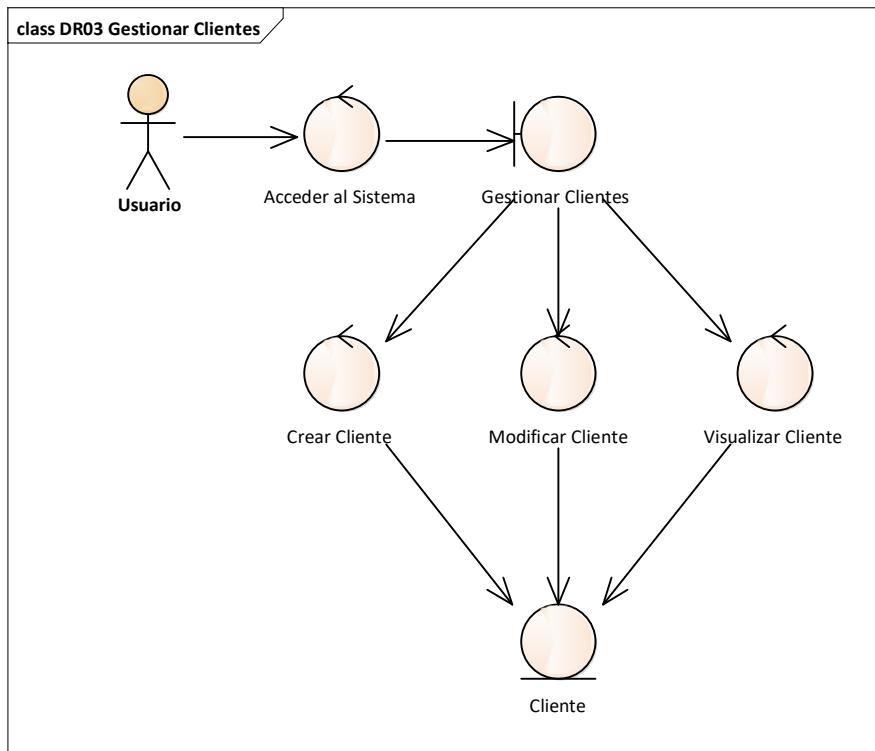 class DR03 Gestionar Clientes
Usuario
Acceder al Sistema
Gestionar Clientes
Crear Cliente
Modificar Cliente
Visualizar Cliente
Cliente